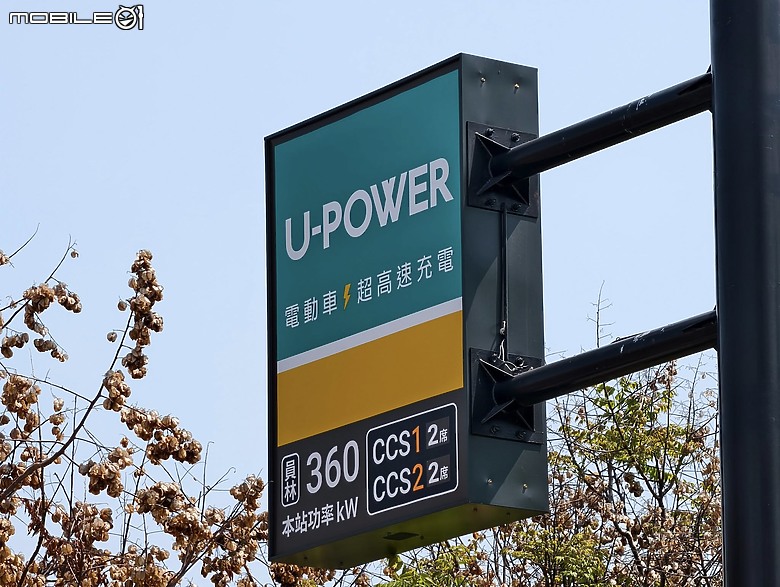 MOBILE01
U-POWER
電動車⚡超高速充電
員林 360
本站功率kW
CCS1 2席
CCS2 2席